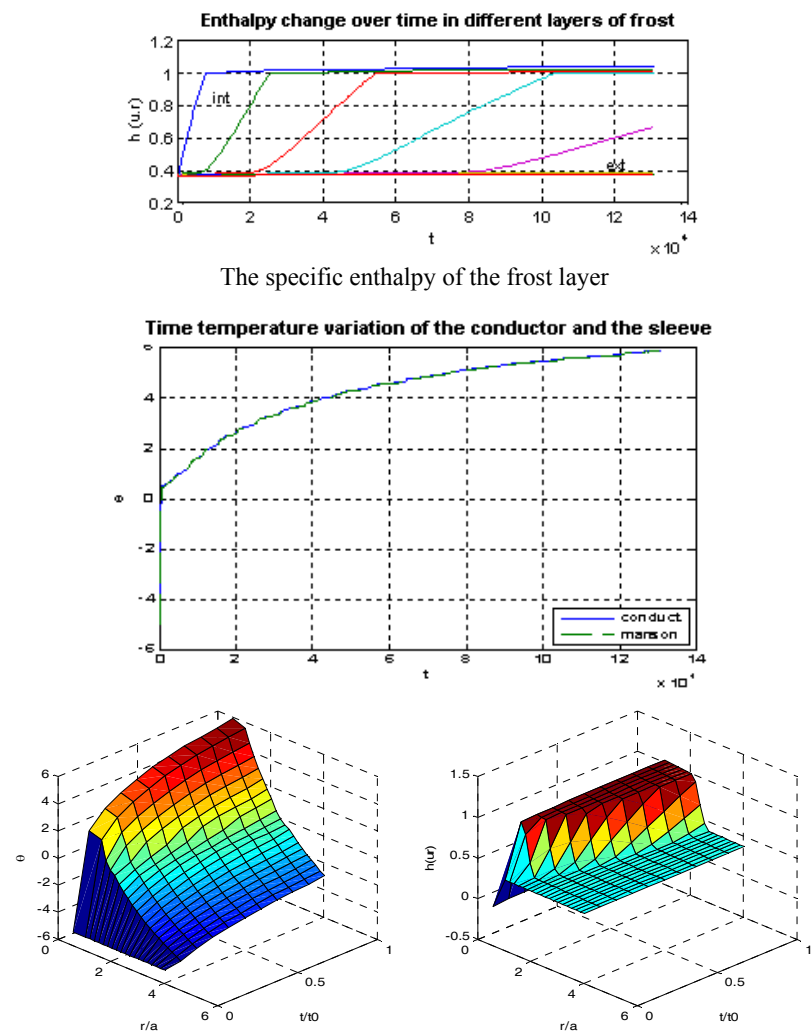 Enthalpy change over time in different layers of frost
1.2
1
0.8
0.6
0.4
0.2
h (u.r)
int
ext
0 2 4 6 8 10 12 14
t
× 10⁴
The specific enthalpy of the frost layer
Time temperature variation of the conductor and the sleeve
6
4
2
0
-2
-4
-6
θ
conduct.
manson
0 2 4 6 8 10 12 14
t
× 10⁴
6
4
2
0
-2
-4
-6
θ
0
2
4
6
r/a
0
0.5
1
t/t0
1.5
1
0.5
0
-0.5
h(ur)
0
2
4
6
r/a
0
0.5
1
t/t0